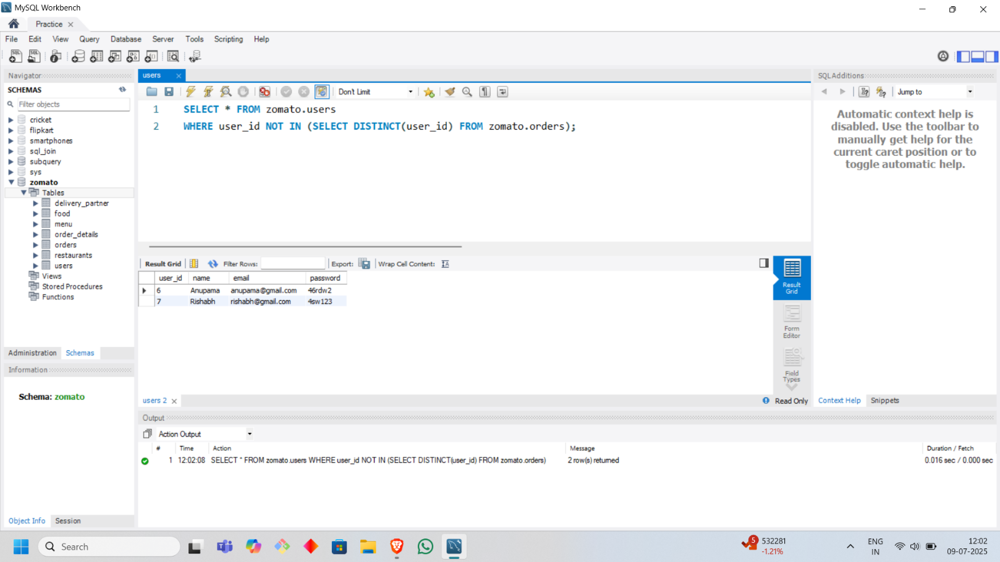 MySQL Workbench
Practice
File Edit View Query Database Server Tools Scripting Help
Navigator
SCHEMAS
Filter objects
cricket
flipkart
smartphones
sql_join
subquery
sys
zomato
Tables
delivery_partner
food
menu
order_details
orders
restaurants
users
Views
Stored Procedures
Functions
Administration Schemas
Information
Schema: zomato
Object Info Session
users
Don't Limit
1 SELECT * FROM zomato.users
2 WHERE user_id NOT IN (SELECT DISTINCT(user_id) FROM zomato.orders);
Result Grid Filter Rows: Export: Wrap Cell Content:
user_id name email password
6 Anupama anupama@gmail.com 46rdw2
7 Rishabh rishabh@gmail.com 4sw123
Result
Grid
Form
Editor
Field
Types
users 2
Read Only
SQLAdditions
Jump to
Automatic context help is
disabled. Use the toolbar to
manually get help for the
current caret position or to
toggle automatic help.
Context Help Snippets
Output
Action Output
# Time Action Message Duration / Fetch
1 12:02:08 SELECT * FROM zomato.users WHERE user_id NOT IN (SELECT DISTINCT(user_id) FROM zomato.orders) 2 row(s) returned 0.016 sec / 0.000 sec
Search
5
532281
-1.21%
ENG
IN
12:02
09-07-2025